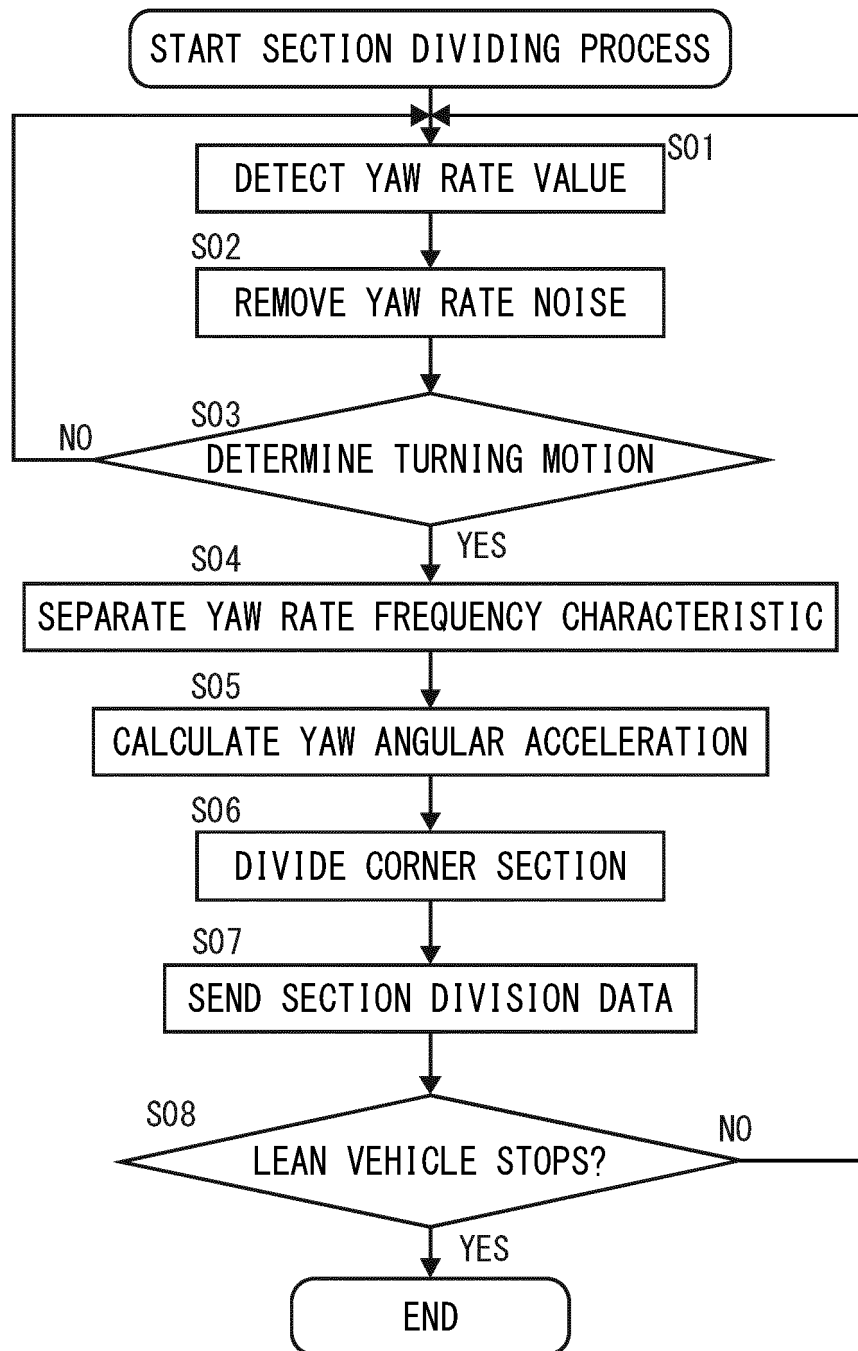 START SECTION DIVIDING PROCESS
S01
DETECT YAW RATE VALUE
S02
REMOVE YAW RATE NOISE
S03
NO
DETERMINE TURNING MOTION
YES
S04
SEPARATE YAW RATE FREQUENCY CHARACTERISTIC
S05
CALCULATE YAW ANGULAR ACCELERATION
S06
DIVIDE CORNER SECTION
S07
SEND SECTION DIVISION DATA
S08
NO
LEAN VEHICLE STOPS?
YES
END